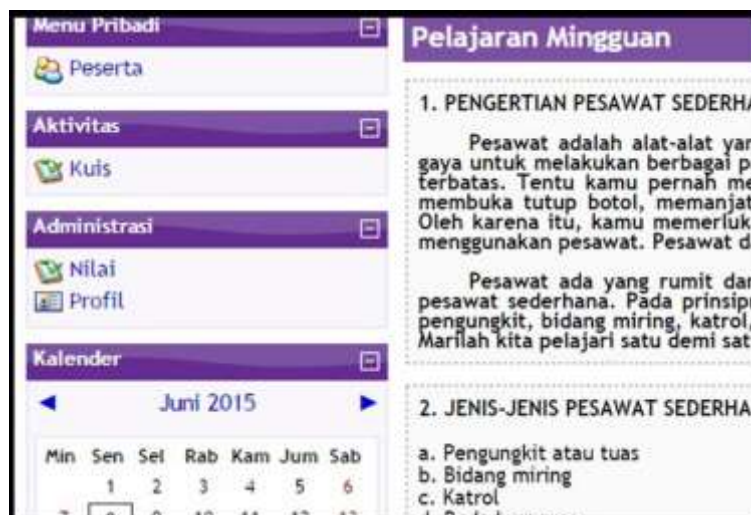 Menu Pribadi
Peserta
Aktivitas
Kuis
Administrasi
Nilai
Profil
Kalender
Juni 2015
Min Sen Sel Rab Kam Jum Sab
1 2 3 4 5 6
Pelajaran Mingguan
1. PENGERTIAN PESAWAT SEDERHA
Pesawat adalah alat-alat yan
gaya untuk melakukan berbagai p
terbatas. Tentu kamu pernah me
membuka tutup botol, memanjat
Oleh karena itu, kamu memerluk
menggunakan pesawat. Pesawat d
Pesawat ada yang rumit dan
pesawat sederhana. Pada prinsip
pengungkit, bidang miring, katrol,
Marilah kita pelajari satu demi sat
2. JENIS-JENIS PESAWAT SEDERHA
a. Pengungkit atau tuas
b. Bidang miring
c. Katrol